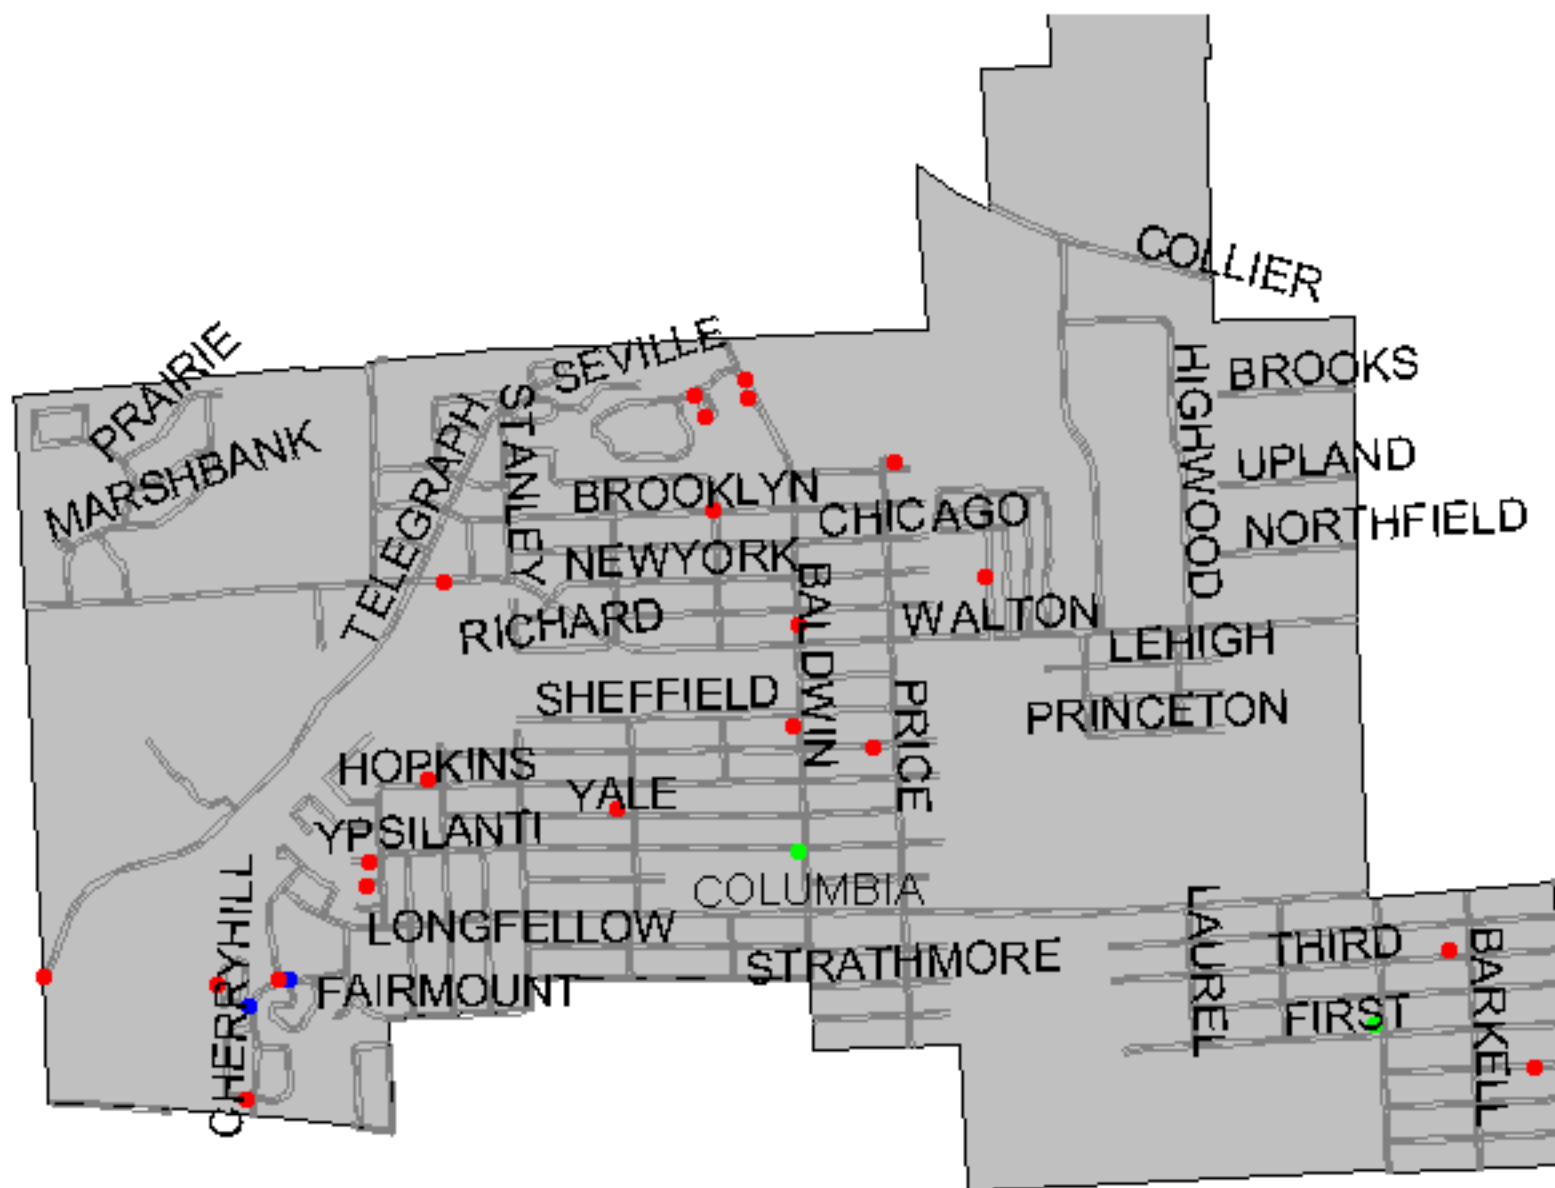 COLLIER
PRAIRIE
SEVILLE
HIGHWOOD
BROOKS
MARSHBANK
TELEGRAPH
STANLEY
UPLAND
BROOKLYN
CHICAGO
NORTHFIELD
NEWYORK
BALDWIN
RICHARD
WALTON
LEHIGH
SHEFFIELD
PRICE
PRINCETON
HOPKINS
YALE
YPSILANTI
CHERRYHILL
COLUMBIA
LAUREL
LONGFELLOW
THIRD
BARKELL
STRATHMORE
FAIRMOUNT
FIRST